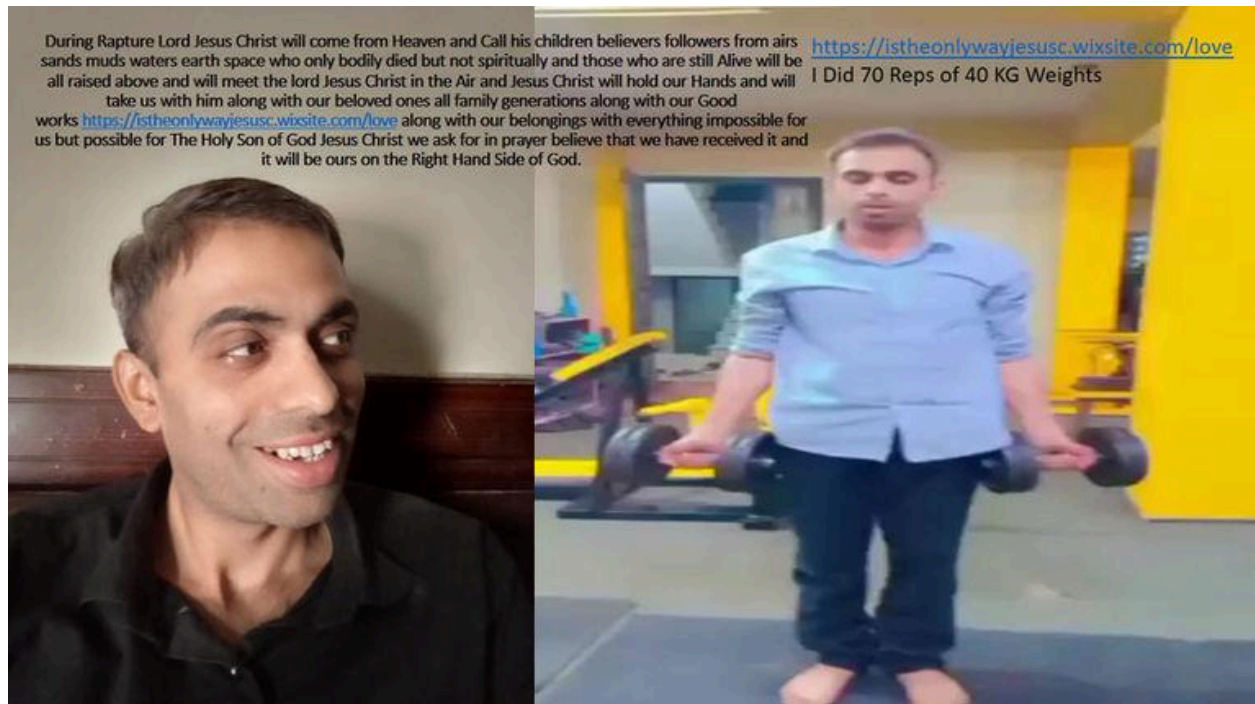 During Rapture Lord Jesus Christ will come from Heaven and Call his children believers followers from airs
sands muds waters earth space who only bodily died but not spiritually and those who are still Alive will be
all raised above and will meet the lord Jesus Christ in the Air and Jesus Christ will hold our Hands and will
take us with him along with our beloved ones all family generations along with our Good
works https://istheonlywayjesusc.wixsite.com/love along with our belongings with everything impossible for
us but possible for The Holy Son of God Jesus Christ we ask for in prayer believe that we have received it and
it will be ours on the Right Hand Side of God.
https://istheonlywayjesusc.wixsite.com/love
I Did 70 Reps of 40 KG Weights